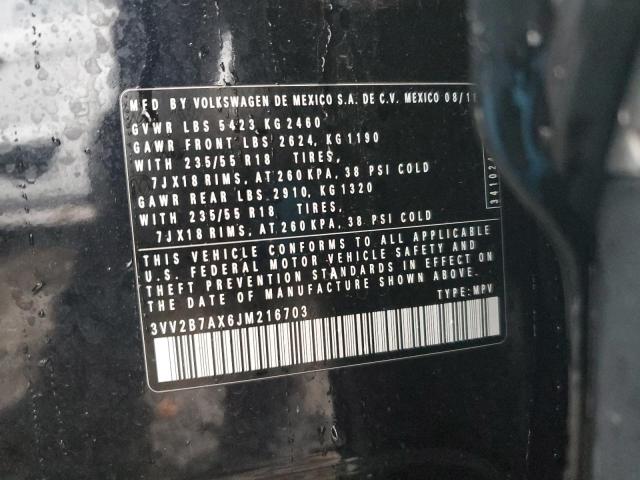 MFD BY VOLKSWAGEN DE MEXICO S.A. DE C.V. MEXICO 08/1
GVWR LBS 5423 KG 2460
GAWR FRONT LBS 2624, KG 1190
WITH 235/55 R18 TIRES,
7JX18 RIMS, AT 260 KPA, 38 PSI COLD
GAWR REAR LBS 2910, KG 1320
WITH 235/55 R18 TIRES,
7JX18 RIMS, AT 260 KPA, 38 PSI COLD
THIS VEHICLE CONFORMS TO ALL APPLICABLE
U.S. FEDERAL MOTOR VEHICLE SAFETY AND
THEFT PREVENTION STANDARDS IN EFFECT ON
THE DATE OF MANUFACTURE SHOWN ABOVE.
3VV2B7AX6JM216703 TYPE: MPV
34102